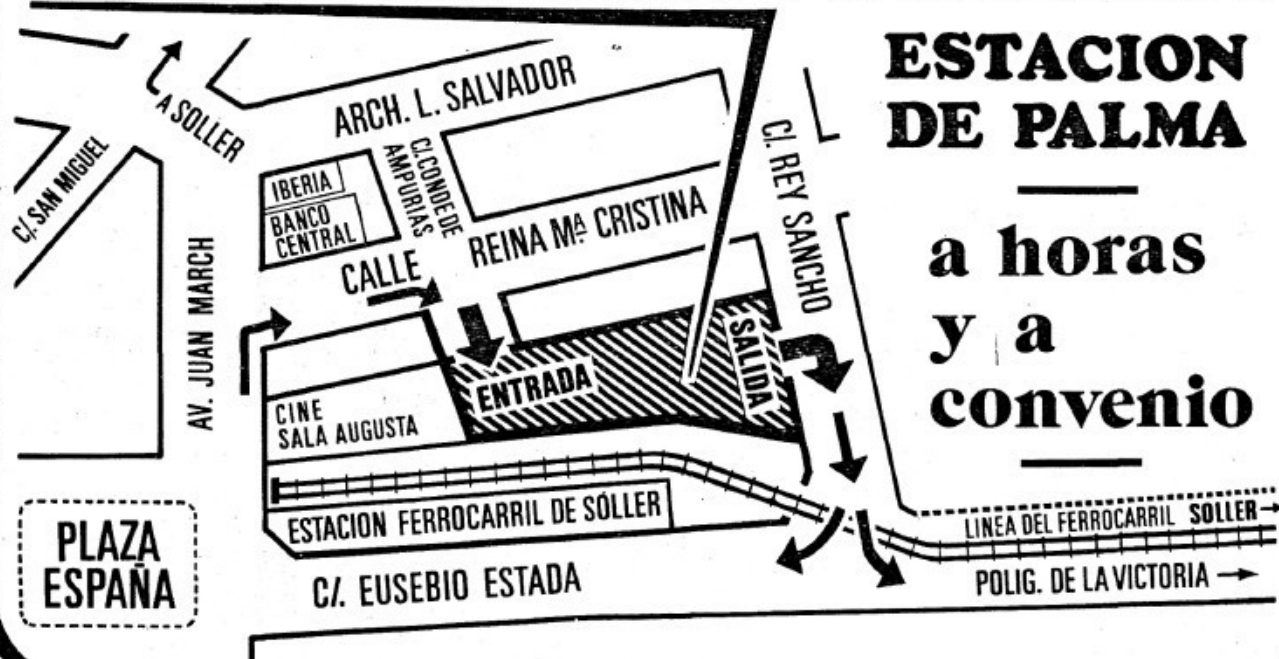 ESTACION
DE PALMA
a horas
y a
convenio
A SOLLER
C/. SAN MIGUEL
AV. JUAN MARCH
ARCH. L. SALVADOR
IBERIA
BANCO
CENTRAL
C/. CONDE DE
AMPURIAS
CALLE
REINA Mª CRISTINA
C/. REY SANCHO
ENTRADA
SALIDA
CINE
SALA AUGUSTA
ESTACION FERROCARRIL DE SÓLLER
PLAZA
ESPAÑA
C/. EUSEBIO ESTADA
LINEA DEL FERROCARRIL SOLLER
POLIG. DE LA VICTORIA